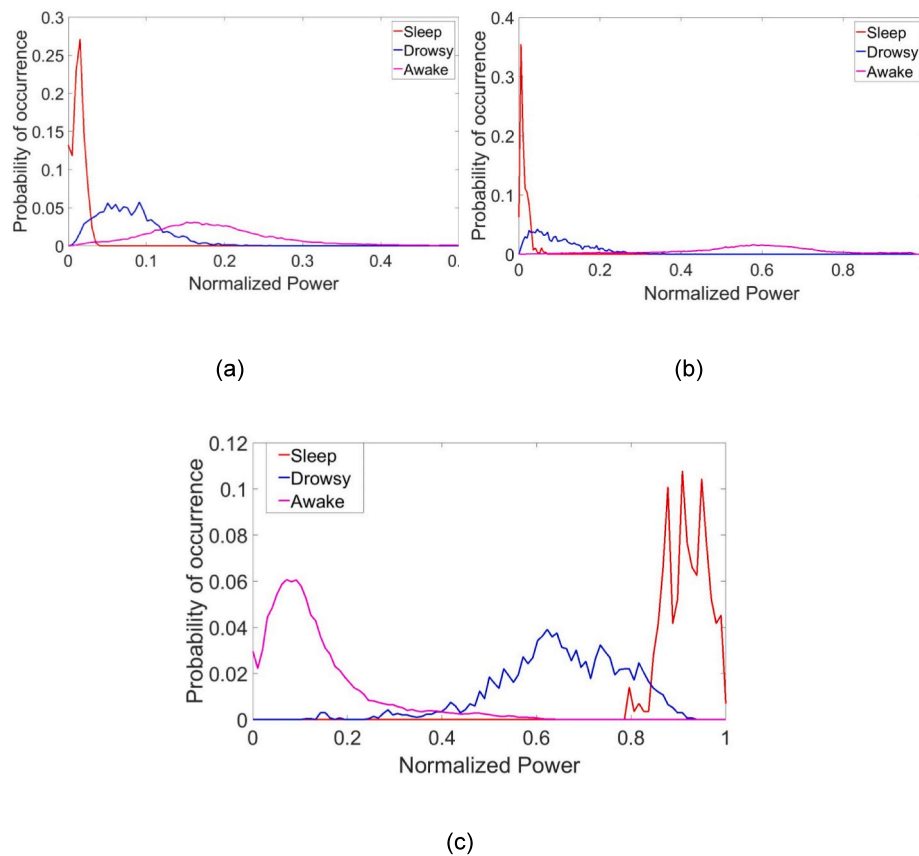 0.3
0.25
0.2
0.15
0.1
0.05
0
Probability of occurrence
Sleep
Drowsy
Awake
0 0.1 0.2 0.3 0.4 0.
Normalized Power
(a)
0.4
0.3
0.2
0.1
0
Probability of occurrence
Sleep
Drowsy
Awake
0 0.2 0.4 0.6 0.8
Normalized Power
(b)
0.12
0.1
0.08
0.06
0.04
0.02
0
Probability of occurrence
Sleep
Drowsy
Awake
0 0.2 0.4 0.6 0.8 1
Normalized Power
(c)